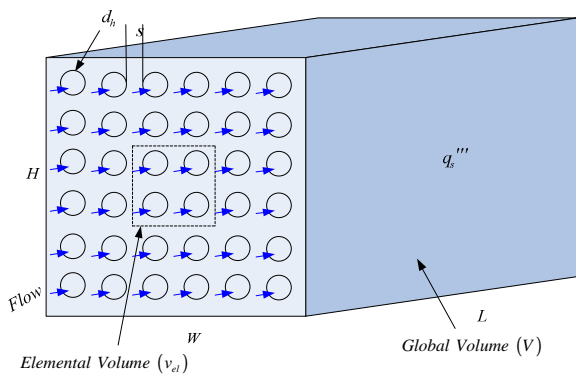 d_h
s
H
q_s'''
Flow
W
L
Elemental Volume (v_el)
Global Volume (V)